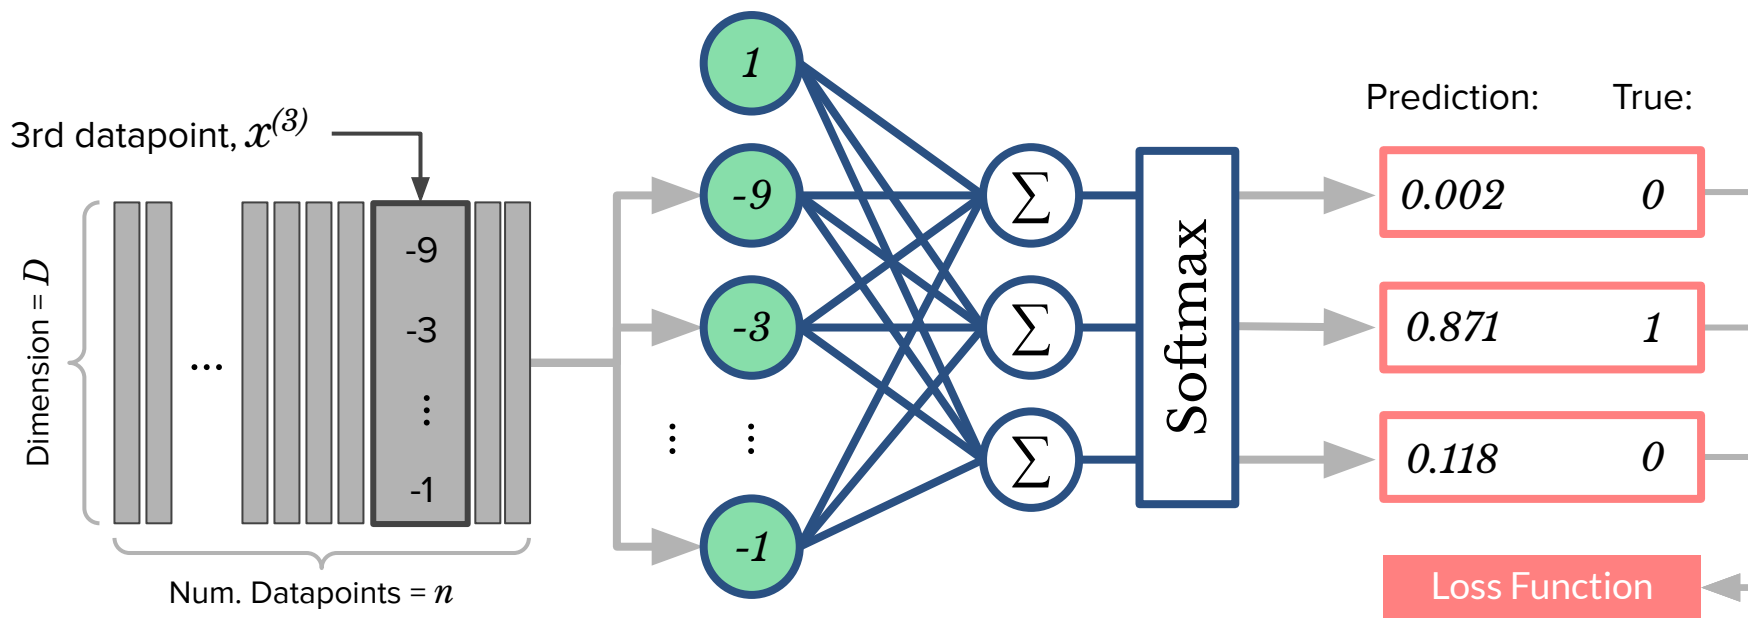 3rd datapoint, x^(3)
Dimension = D
...
-9
-3
⋮
-1
Num. Datapoints = n
1
-9
-3
⋮ ⋮
-1
∑
∑
∑
Softmax
Prediction: True:
0.002 0
0.871 1
0.118 0
Loss Function